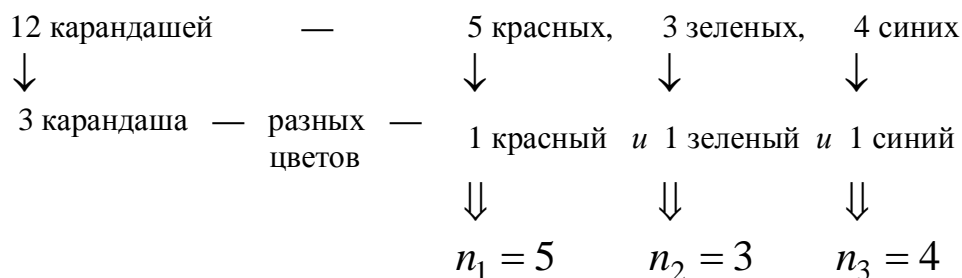 12 карандашей — 5 красных, 3 зеленых, 4 синих
↓ ↓ ↓ ↓
3 карандаша — разных цветов — 1 красный и 1 зеленый и 1 синий
⇓ ⇓ ⇓
n₁ = 5 n₂ = 3 n₃ = 4